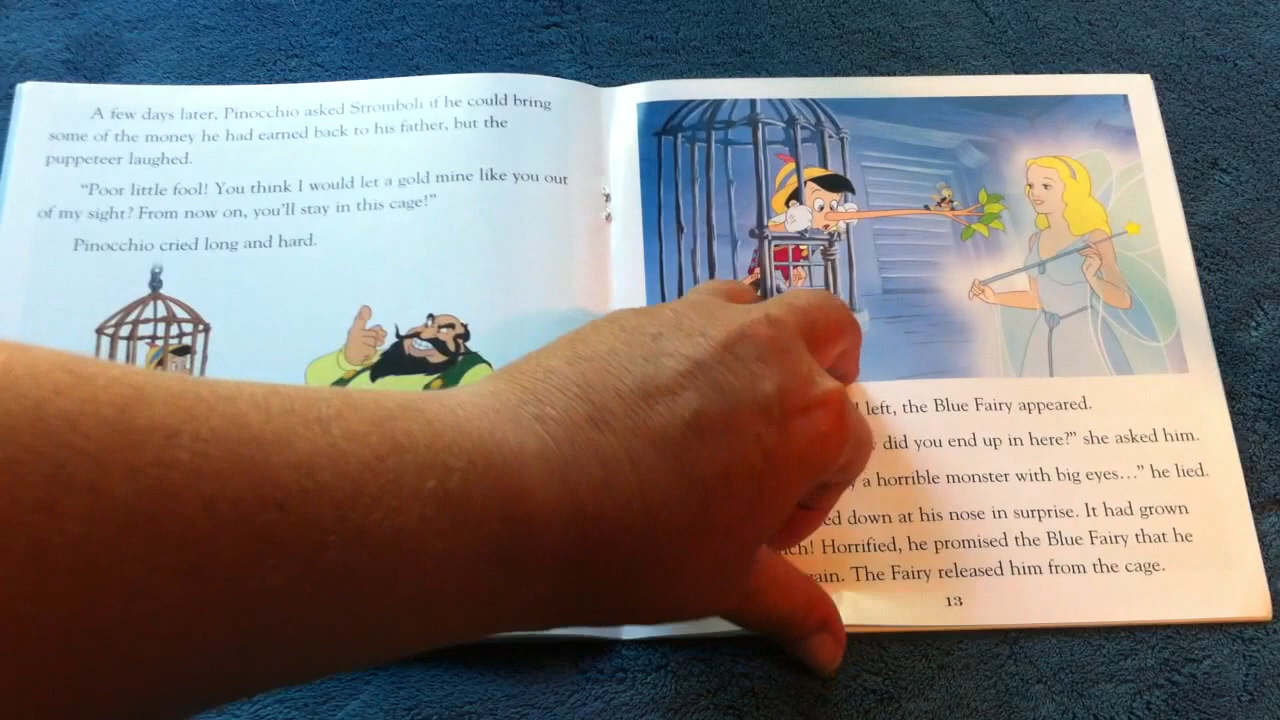 A few days later, Pinocchio asked Stromboli if he could bring
some of the money he had earned back to his father, but the
puppeteer laughed.
"Poor little fool! You think I would let a gold mine like you out
of my sight? From now on, you'll stay in this cage!"
Pinocchio cried long and hard.
left, the Blue Fairy appeared.
did you end up in here?" she asked him.
a horrible monster with big eyes…" he lied.
down at his nose in surprise. It had grown
Horrified, he promised the Blue Fairy that he
The Fairy released him from the cage.
13